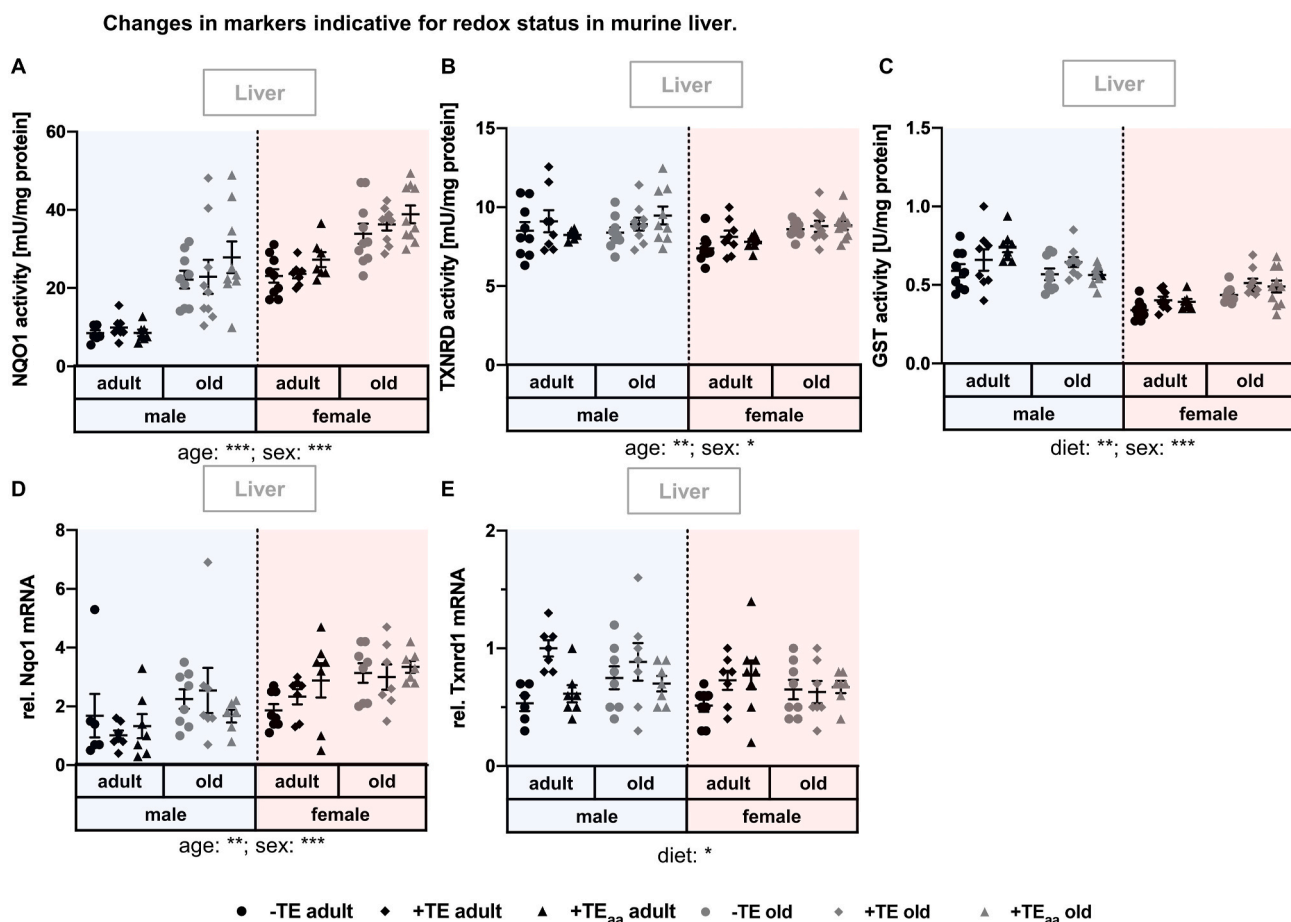 Changes in markers indicative for redox status in murine liver.
A
Liver
NQO1 activity [mU/mg protein]
60
40
20
0
adult
old
adult
old
male
female
age: ***; sex: ***
B
Liver
TXNRD activity [mU/mg protein]
15
10
5
0
adult
old
adult
old
male
female
age: **; sex: *
C
Liver
GST activity [U/mg protein]
1.5
1.0
0.5
0.0
adult
old
adult
old
male
female
diet: **; sex: ***
D
Liver
rel. Nqo1 mRNA
8
6
4
2
0
adult
old
adult
old
male
female
age: **; sex: ***
E
Liver
rel. Txnrd1 mRNA
2
1
0
adult
old
adult
old
male
female
diet: *
-TE adult +TE adult +TEaa adult -TE old +TE old +TEaa old